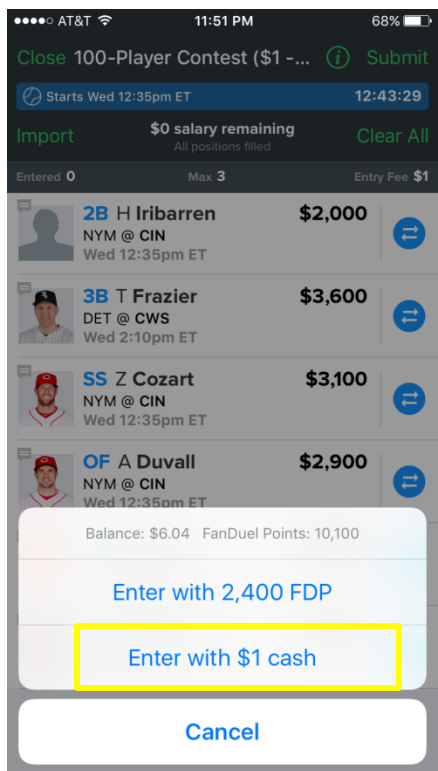 AT&T 11:51 PM 68%
Close 100-Player Contest ($1 -... i Submit
Starts Wed 12:35pm ET 12:43:29
Import $0 salary remaining Clear All
All positions filled
Entered 0 Max 3 Entry Fee $1
2B H Iribarren $2,000
NYM @ CIN
Wed 12:35pm ET
3B T Frazier $3,600
DET @ CWS
Wed 2:10pm ET
SS Z Cozart $3,100
NYM @ CIN
Wed 12:35pm ET
OF A Duvall $2,900
NYM @ CIN
Wed 12:35pm ET
Balance: $6.04 FanDuel Points: 10,100
Enter with 2,400 FDP
Enter with $1 cash
Cancel